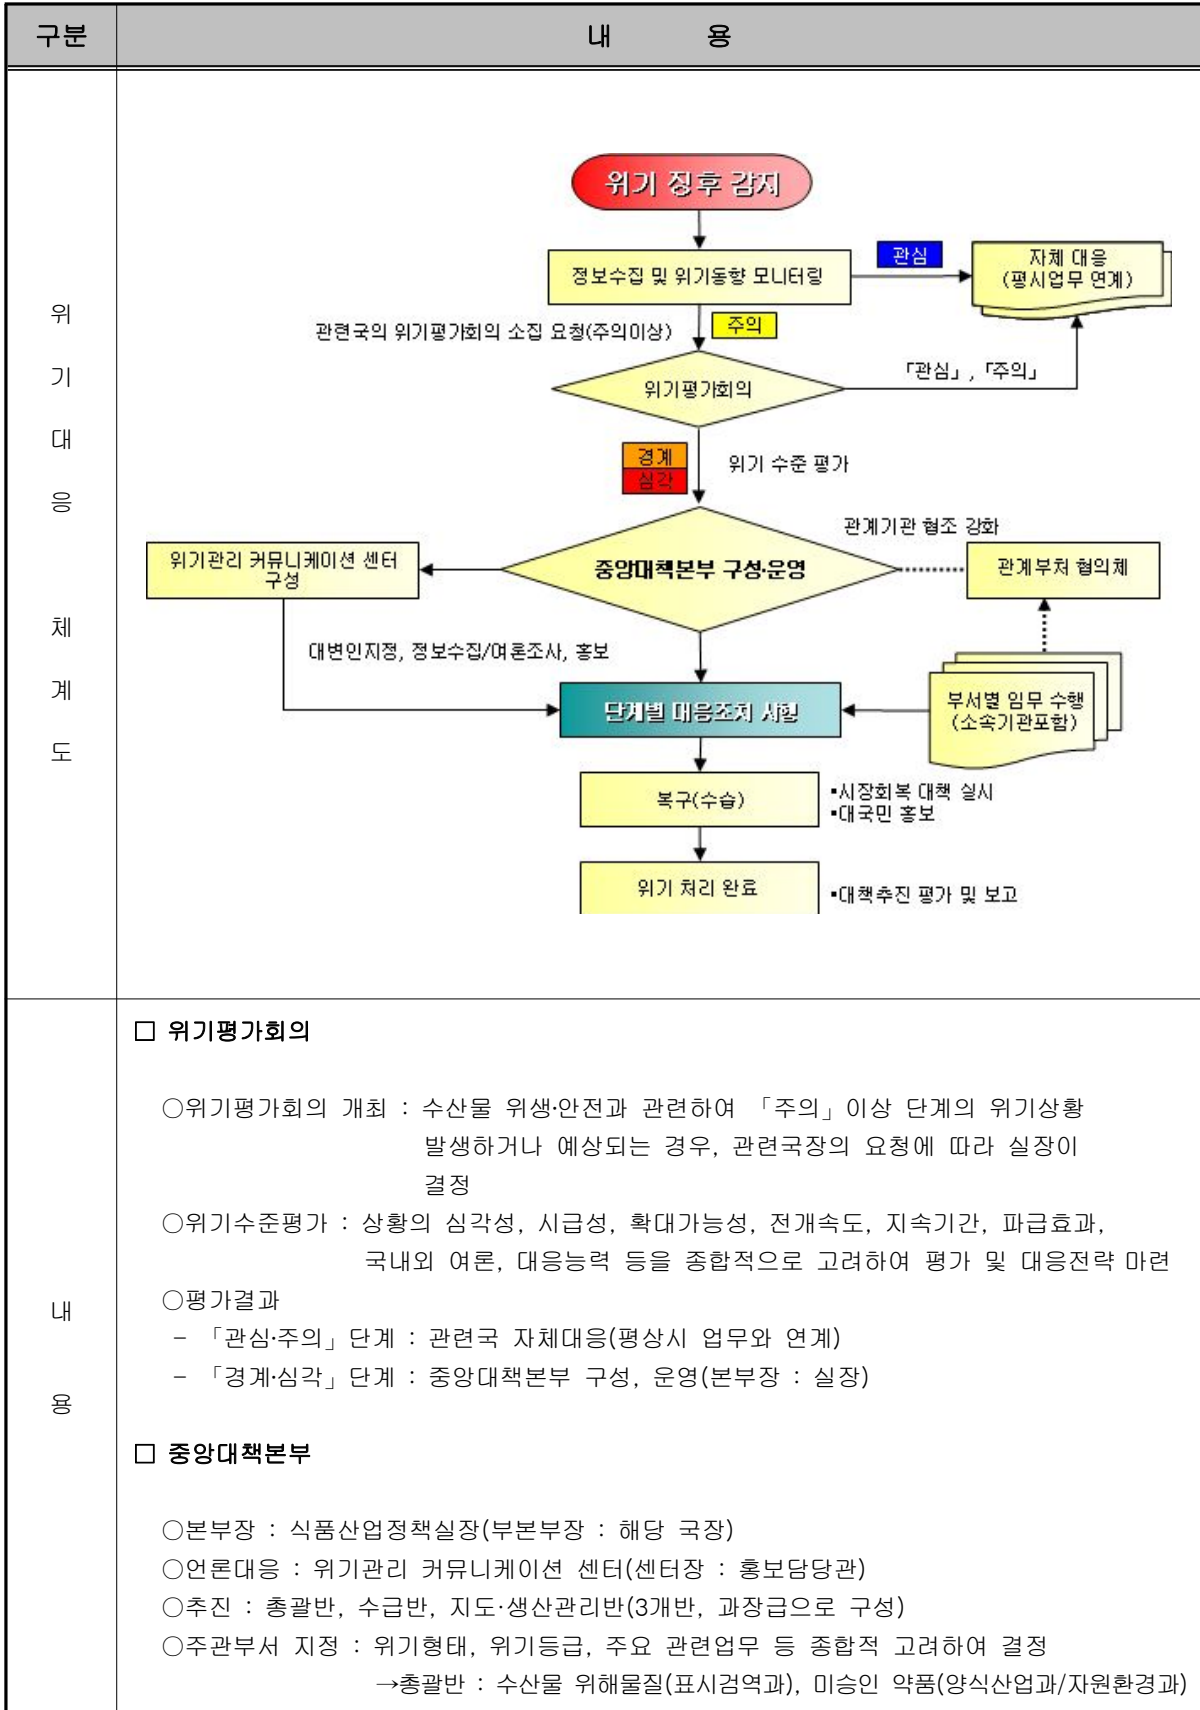 구분
내 용
위기 징후 감지
정보수집 및 위기동향 모니터링
관심
자체 대응
(평시업무 연계)
관련국의 위기평가회의 소집 요청(주의이상)
주의
위기평가회의
「관심」, 「주의」
경계
심각
위기 수준 평가
관계기관 협조 강화
위기관리 커뮤니케이션 센터
구성
중앙대책본부 구성·운영
관계부처 협의체
대변인지정, 정보수집/여론조사, 홍보
단계별 대응조치 시행
부서별 임무 수행
(소속기관포함)
복구(수습)
▪시장회복 대책 실시
▪대국민 홍보
위기 처리 완료
▪대책추진 평가 및 보고
위
기
대
응
체
계
도
□ 위기평가회의
○위기평가회의 개최 : 수산물 위생·안전과 관련하여 「주의」이상 단계의 위기상황
발생하거나 예상되는 경우, 관련국장의 요청에 따라 실장이
결정
○위기수준평가 : 상황의 심각성, 시급성, 확대가능성, 전개속도, 지속기간, 파급효과,
국내외 여론, 대응능력 등을 종합적으로 고려하여 평가 및 대응전략 마련
○평가결과
- 「관심·주의」단계 : 관련국 자체대응(평상시 업무와 연계)
- 「경계·심각」단계 : 중앙대책본부 구성, 운영(본부장 : 실장)
내
용
□ 중앙대책본부
○본부장 : 식품산업정책실장(부본부장 : 해당 국장)
○언론대응 : 위기관리 커뮤니케이션 센터(센터장 : 홍보담당관)
○추진 : 총괄반, 수급반, 지도·생산관리반(3개반, 과장급으로 구성)
○주관부서 지정 : 위기형태, 위기등급, 주요 관련업무 등 종합적 고려하여 결정
→총괄반 : 수산물 위해물질(표시검역과), 미승인 약품(양식산업과/자원환경과)